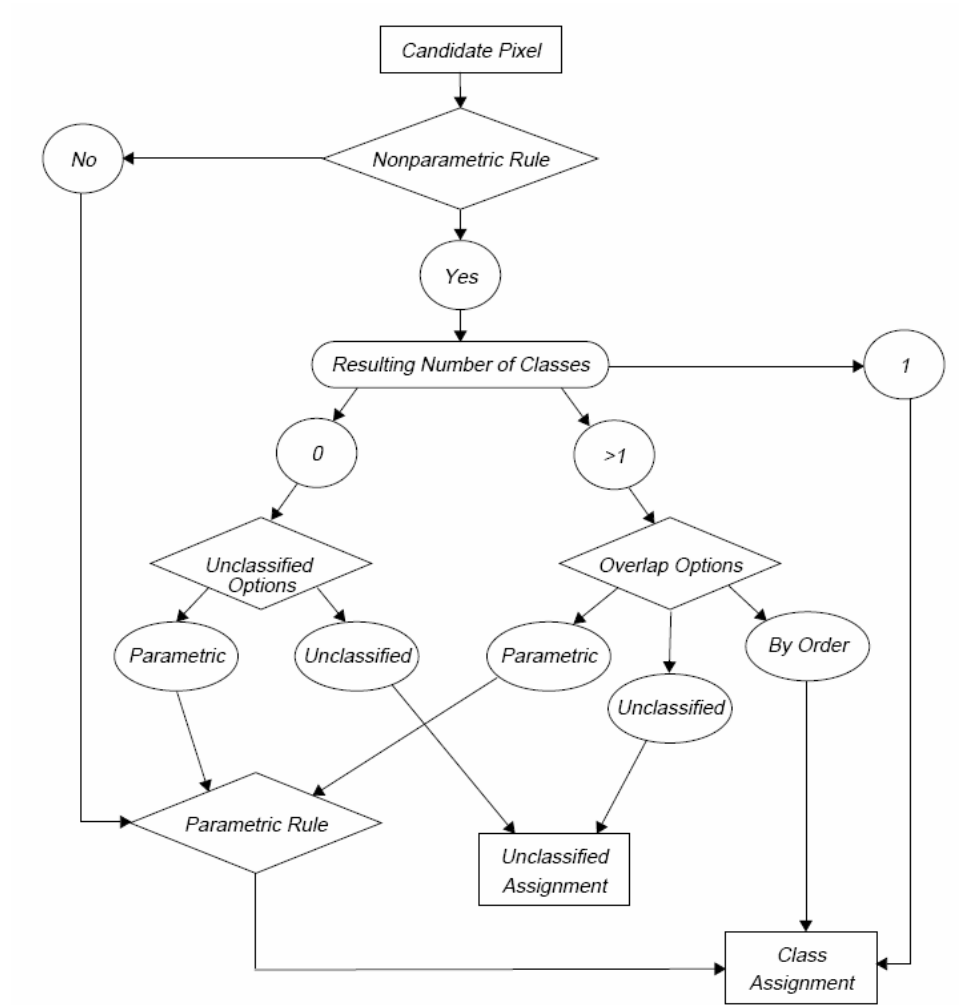 Candidate Pixel
No
Nonparametric Rule
Yes
Resulting Number of Classes
1
0
>1
Unclassified
Options
Overlap Options
Parametric
Unclassified
Parametric
By Order
Unclassified
Parametric Rule
Unclassified
Assignment
Class
Assignment